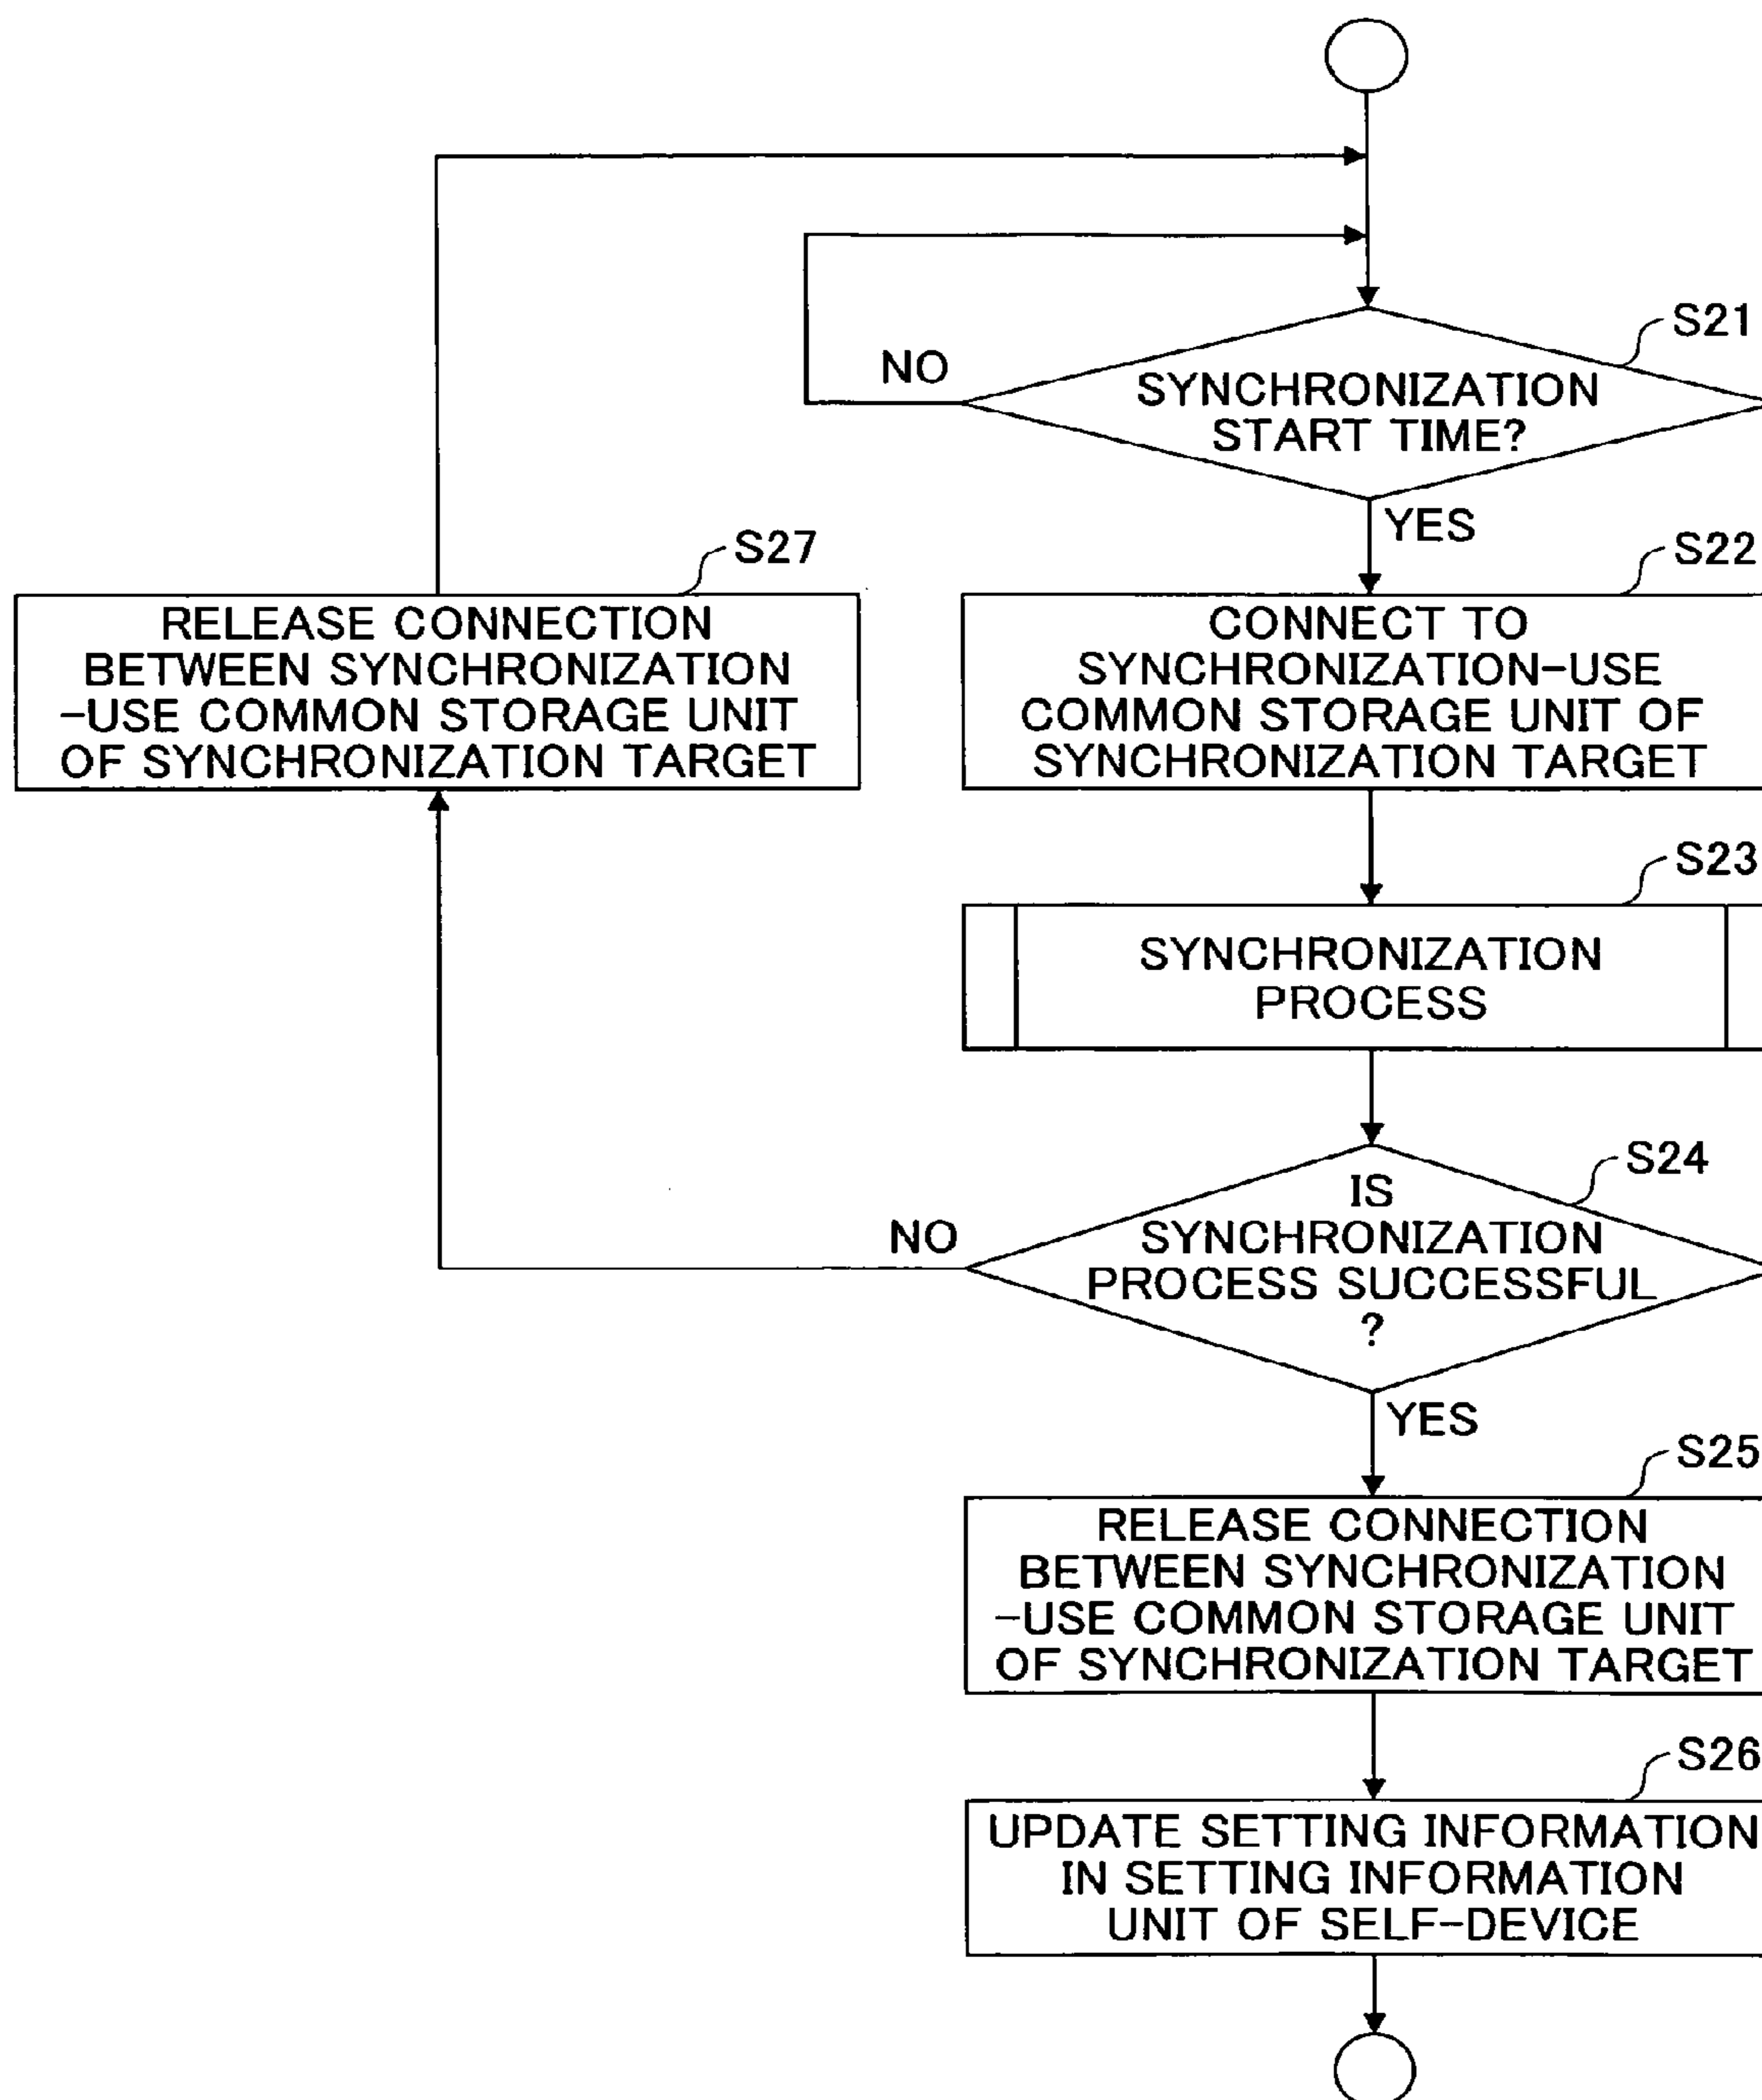 S21
NO
SYNCHRONIZATION
START TIME?
YES
S27
RELEASE CONNECTION
BETWEEN SYNCHRONIZATION
-USE COMMON STORAGE UNIT
OF SYNCHRONIZATION TARGET
S22
CONNECT TO
SYNCHRONIZATION-USE
COMMON STORAGE UNIT OF
SYNCHRONIZATION TARGET
S23
SYNCHRONIZATION
PROCESS
S24
NO
IS
SYNCHRONIZATION
PROCESS SUCCESSFUL
?
YES
S25
RELEASE CONNECTION
BETWEEN SYNCHRONIZATION
-USE COMMON STORAGE UNIT
OF SYNCHRONIZATION TARGET
S26
UPDATE SETTING INFORMATION
IN SETTING INFORMATION
UNIT OF SELF-DEVICE